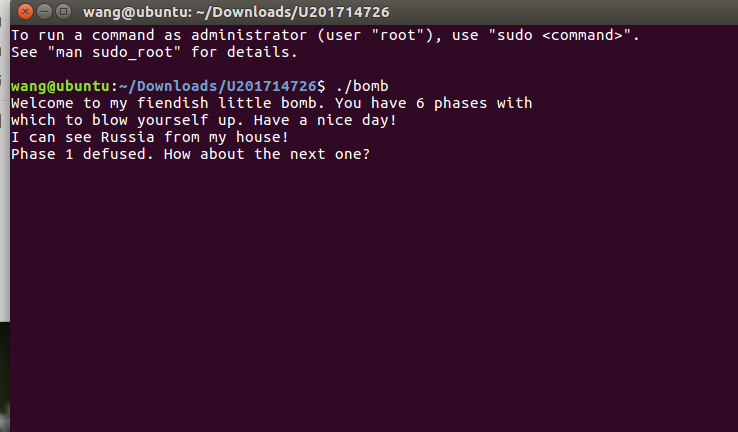 wang@ubuntu: ~/Downloads/U201714726
To run a command as administrator (user "root"), use "sudo <command>".
See "man sudo_root" for details.
wang@ubuntu:~/Downloads/U201714726$ ./bomb
Welcome to my fiendish little bomb. You have 6 phases with
which to blow yourself up. Have a nice day!
I can see Russia from my house!
Phase 1 defused. How about the next one?